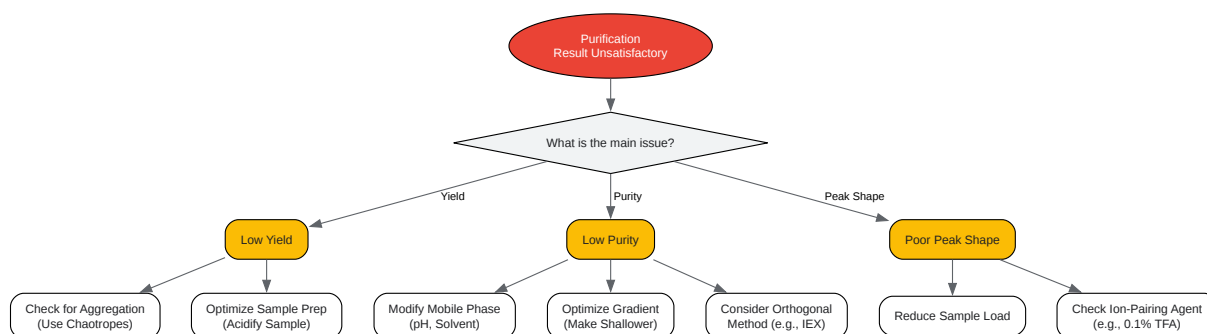 Purification
Result Unsatisfactory
What is the main issue?
Yield
Purity
Peak Shape
Low Yield
Low Purity
Poor Peak Shape
Check for Aggregation
(Use Chaotropes)
Optimize Sample Prep
(Acidify Sample)
Modify Mobile Phase
(pH, Solvent)
Optimize Gradient
(Make Shallower)
Consider Orthogonal
Method (e.g., IEX)
Reduce Sample Load
Check Ion-Pairing Agent
(e.g., 0.1% TFA)